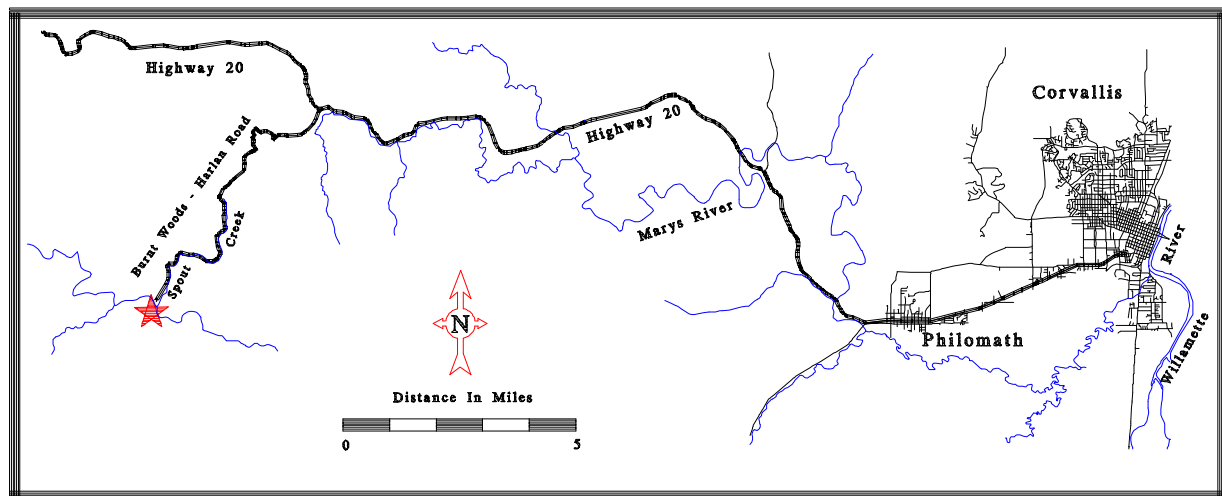 Highway 20
Corvallis
Highway 20
Burnt Woods - Harlan Road
Marys River
Creek
Spout
River
N
Philomath
Willamette
Distance In Miles
0 5